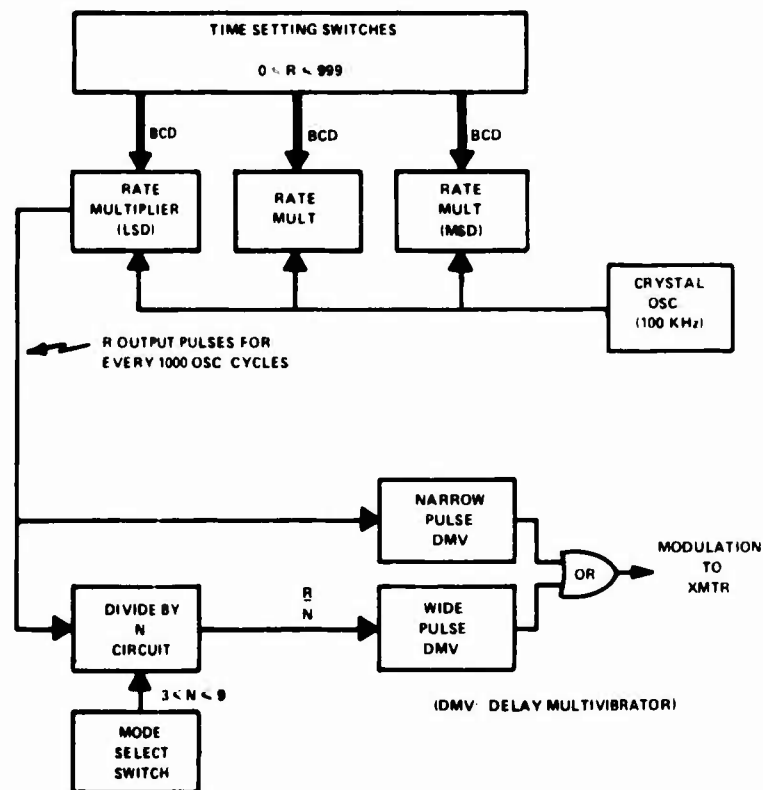 TIME SETTING SWITCHES
0 < R < 999
BCD
BCD
BCD
RATE
MULTIPLIER
(LSD)
RATE
MULT
RATE
MULT
(MSD)
CRYSTAL
OSC
(100 KHz)
R OUTPUT PULSES FOR
EVERY 1000 OSC CYCLES
NARROW
PULSE
DMV
OR
MODULATION
TO
XMTR
DIVIDE BY
N
CIRCUIT
R
N
WIDE
PULSE
DMV
3 < N < 9
(DMV: DELAY MULTIVIBRATOR)
MODE
SELECT
SWITCH